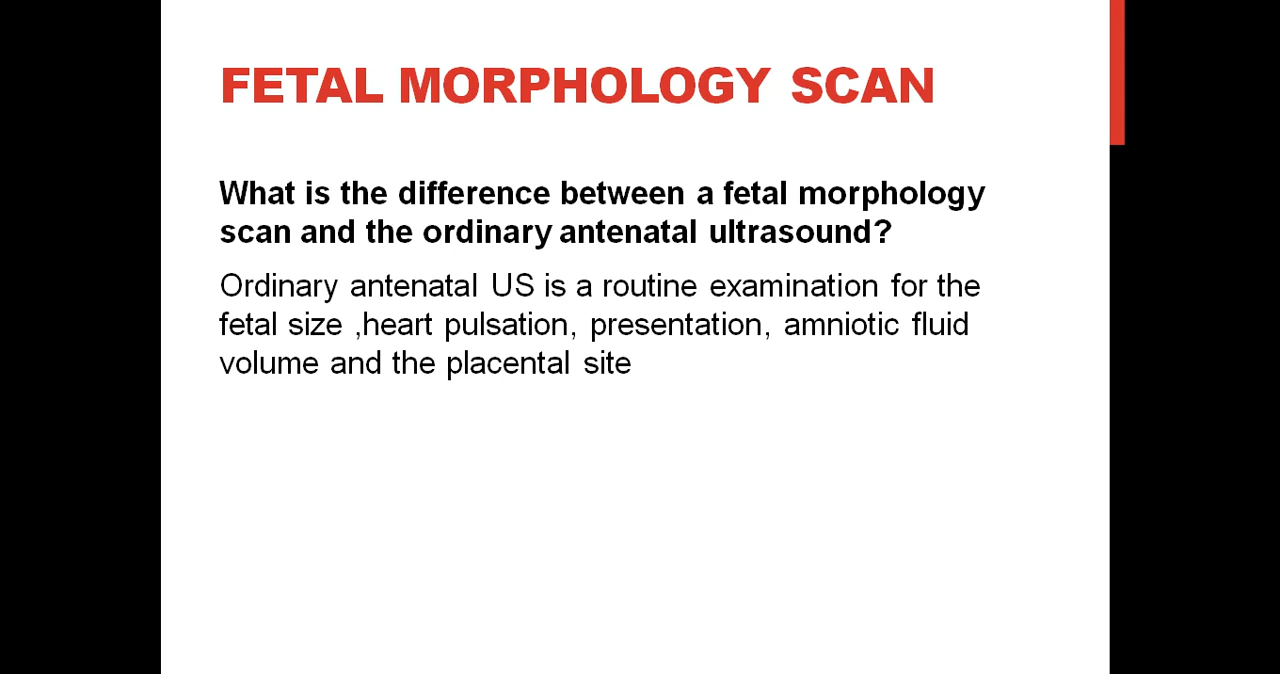 FETAL MORPHOLOGY SCAN
What is the difference between a fetal morphology
scan and the ordinary antenatal ultrasound?
Ordinary antenatal US is a routine examination for the
fetal size ,heart pulsation, presentation, amniotic fluid
volume and the placental site